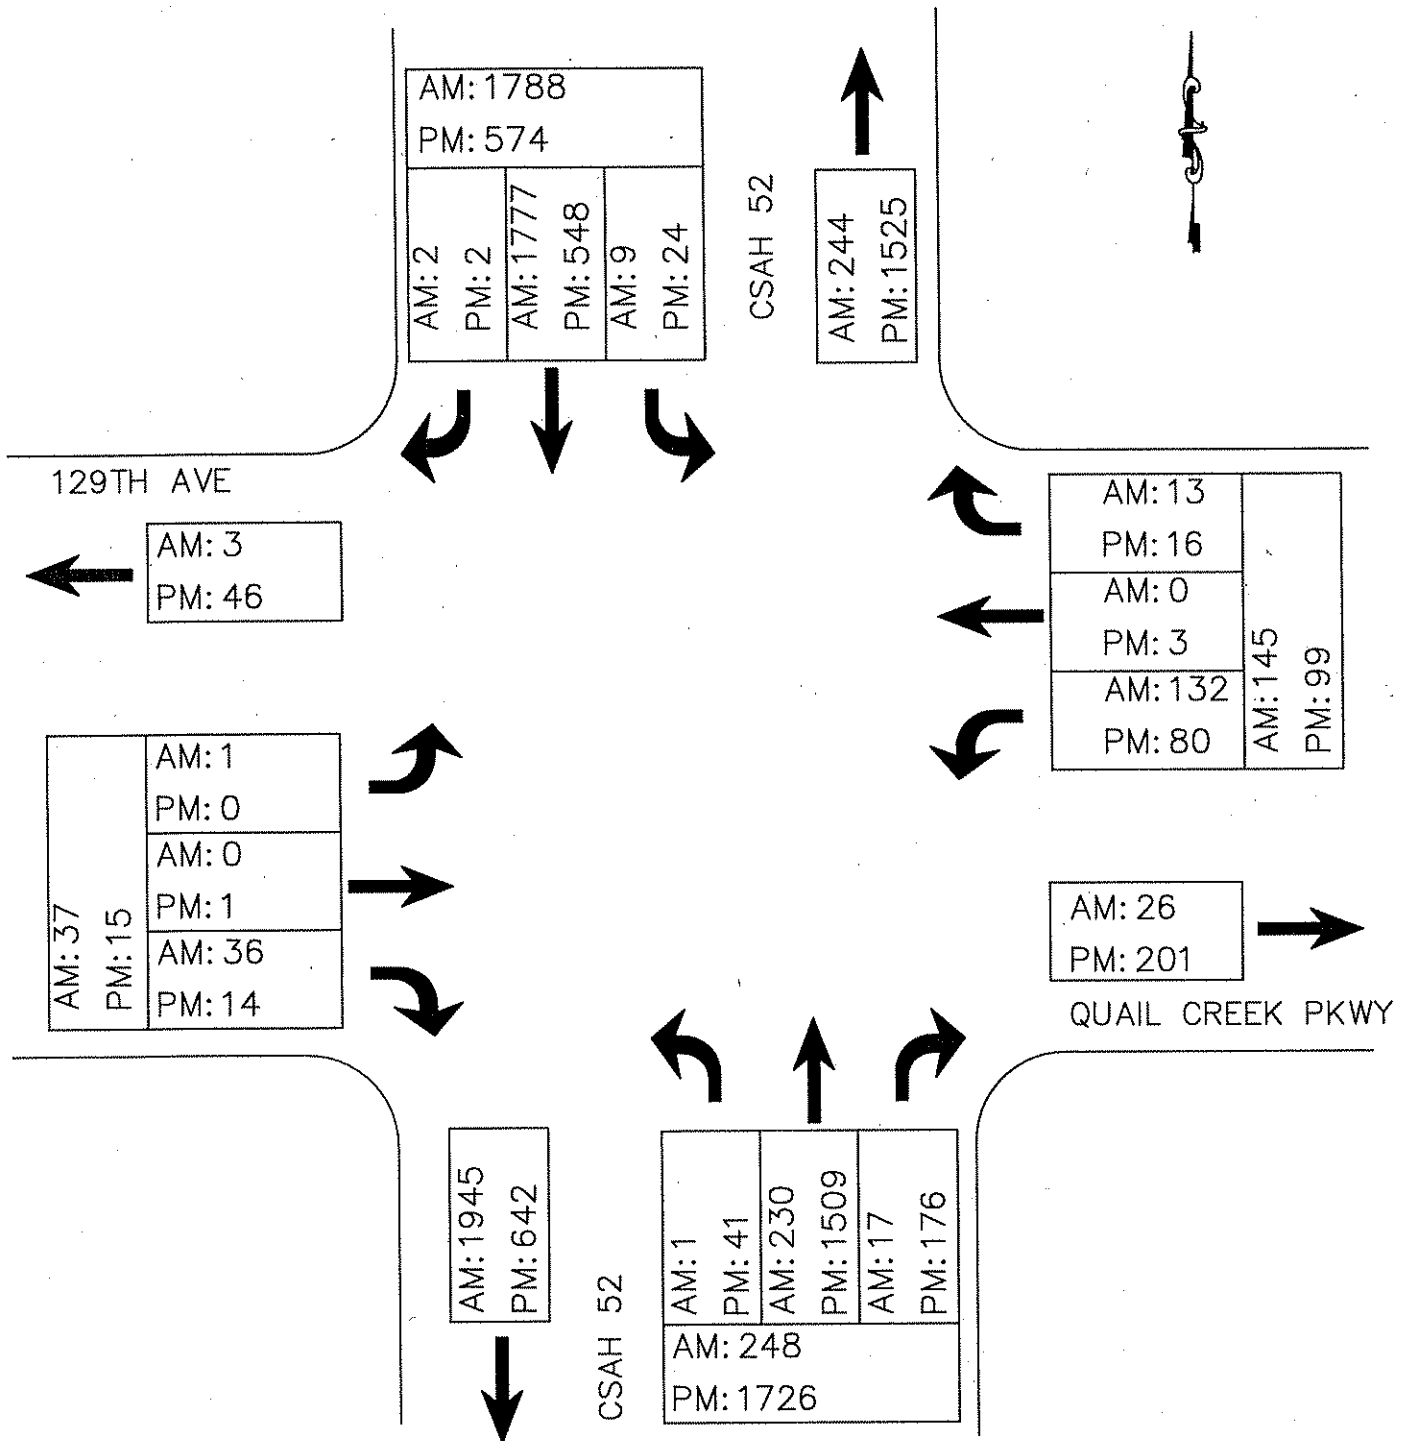 AM: 1788
PM: 574
AM: 2
PM: 2
AM: 1777
PM: 548
AM: 9
PM: 24
CSAH 52
AM: 244
PM: 1525
129TH AVE
AM: 3
PM: 46
AM: 13
PM: 16
AM: 0
PM: 3
AM: 132
PM: 80
AM: 145
PM: 99
AM: 37
PM: 15
AM: 1
PM: 0
AM: 0
PM: 1
AM: 36
PM: 14
AM: 26
PM: 201
QUAIL CREEK PKWY
AM: 1945
PM: 642
CSAH 52
AM: 1
PM: 41
AM: 230
PM: 1509
AM: 17
PM: 176
AM: 248
PM: 1726